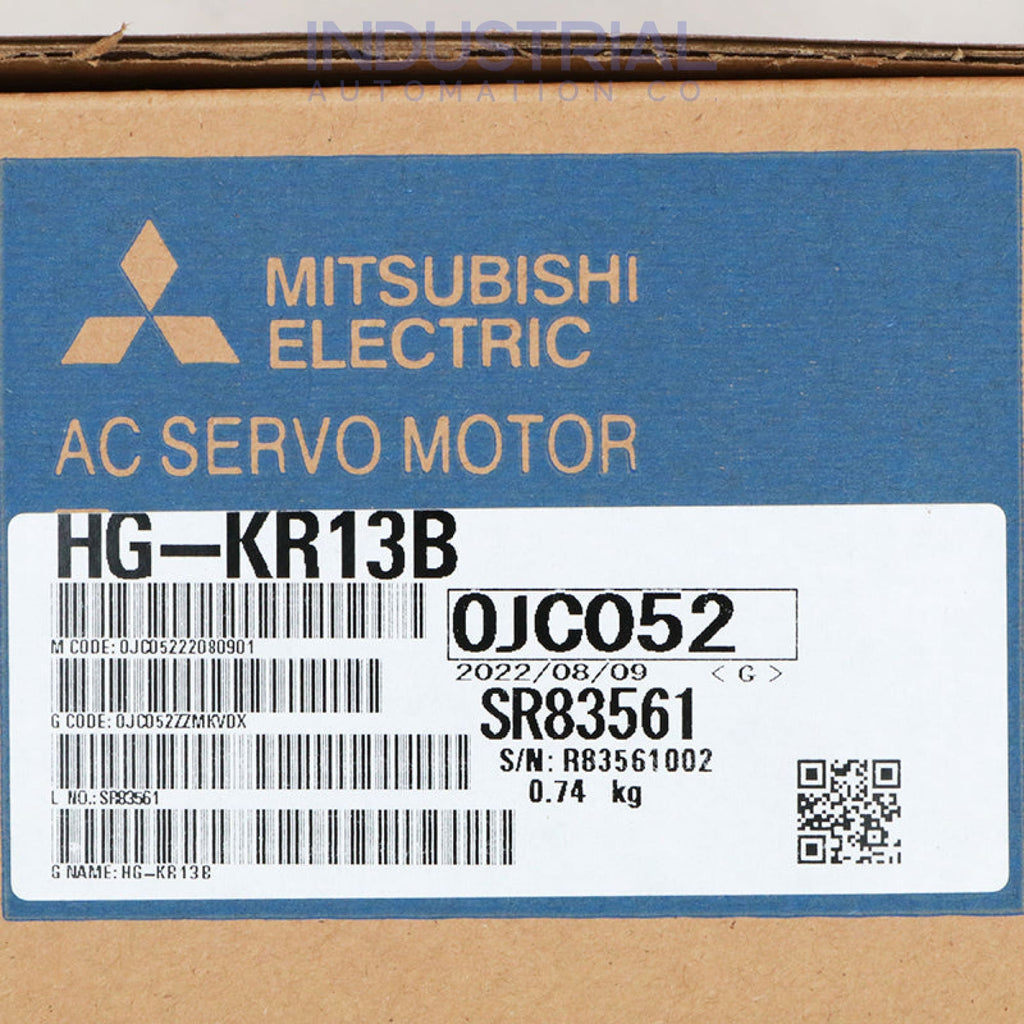 INDUSTRIAL
AUTOMATION CO
MITSUBISHI
ELECTRIC
AC SERVO MOTOR
HG-KR13B
M CODE: 0JC05222080901
0JC052
2022/08/09 <G>
G CODE: 0JC052ZZMKVDX
SR83561
S/N: R83561002
0.74 kg
L NO.: SR83561
G NAME: HG-KR13B